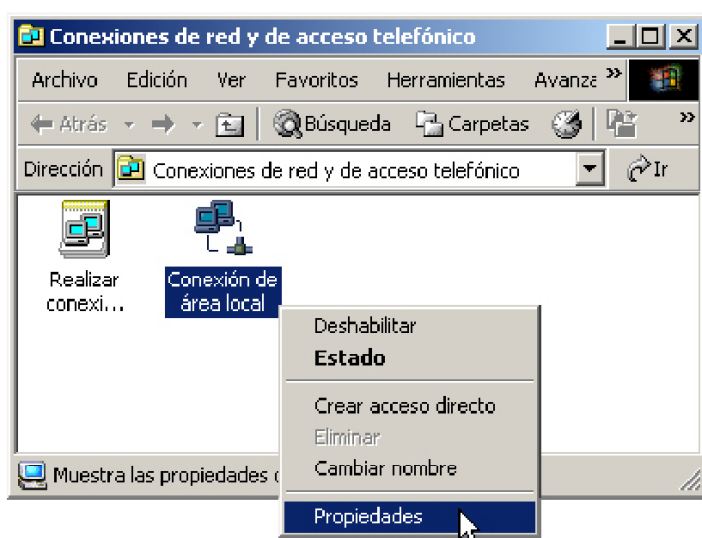 Conexiones de red y de acceso telefónico
Archivo Edición Ver Favoritos Herramientas Avanza »
Atrás Búsqueda Carpetas »
Dirección Conexiones de red y de acceso telefónico Ir
Realizar conexi...
Conexión de área local
Deshabilitar
Estado
Crear acceso directo
Eliminar
Cambiar nombre
Propiedades
Muestra las propiedades